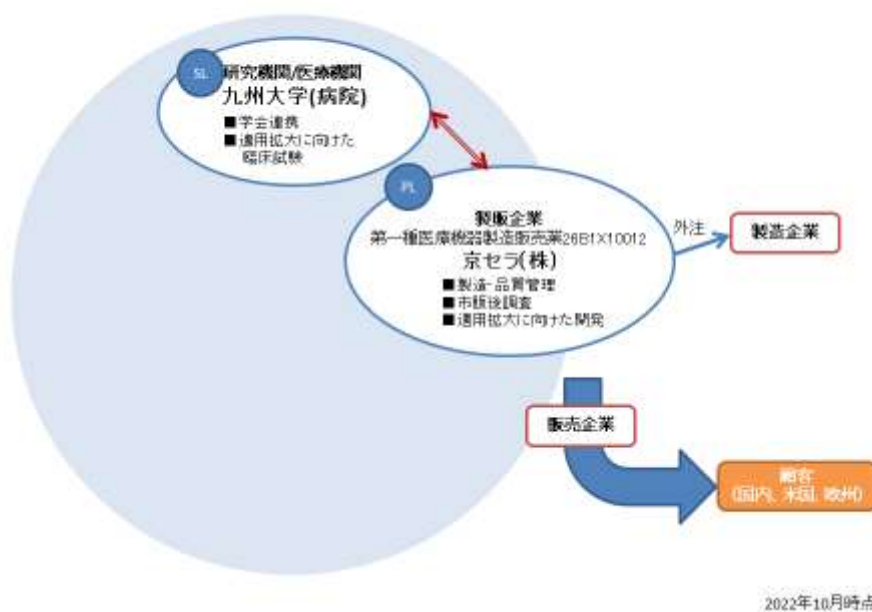 SL
研究機関/医療機関
九州大学(病院)
■学会連携
■適用拡大に向けた
臨床試験
PL
製販企業
第一種医療機器製造販売業26B1X10012
京セラ(株)
■製造・品質管理
■市販後調査
■適用拡大に向けた開発
外注
製造企業
販売企業
顧客
(国内、米国、欧州)
2022年10月時点